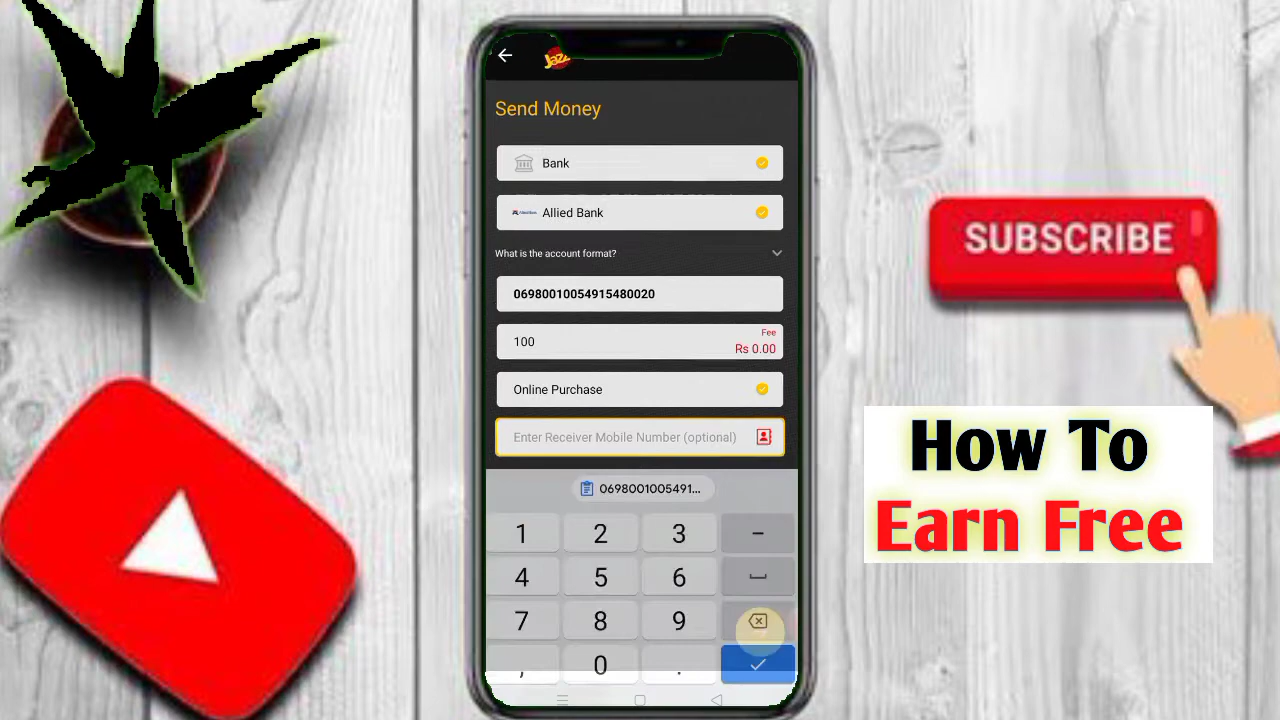 Jazz
Send Money
Bank
Allied Bank
What is the account format?
06980010054915480020
100
Fee
Rs 0.00
Online Purchase
Enter Receiver Mobile Number (optional)
0698001005491...
1 2 3 -
4 5 6
7 8 9
, 0 .
SUBSCRIBE
How To
Earn Free